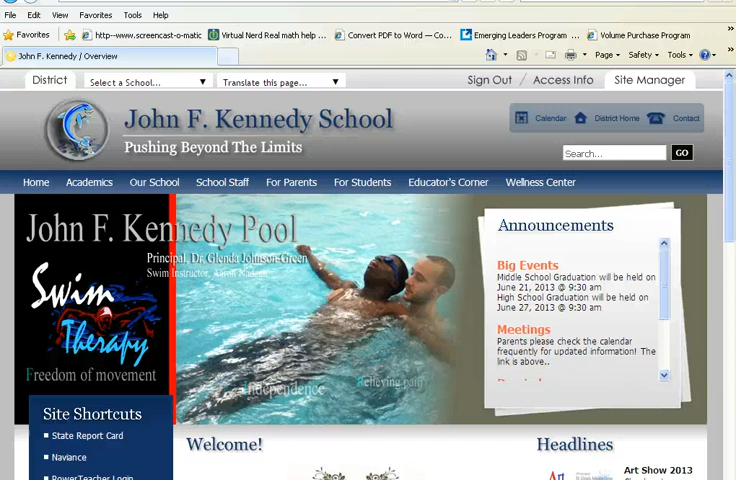 File Edit View Favorites Tools Help
Favorites http--www.screencast-o-matic Virtual Nerd Real math help ... Convert PDF to Word — Co... Emerging Leaders Program ... Volume Purchase Program
John F. Kennedy / Overview Page Safety Tools
District Select a School... Translate this page... Sign Out / Access Info / Site Manager
John F. Kennedy School
Pushing Beyond The Limits
Calendar District Home Contact
Search... GO
Home Academics Our School School Staff For Parents For Students Educator's Corner Wellness Center
John F. Kennedy Pool
Principal, Dr. Glenda Johnson-Green
Swim Instructor, Aaron
Swim
Therapy
Freedom of movement
Independence
Relieving pain
Announcements
Big Events
Middle School Graduation will be held on
June 21, 2013 @ 9:30 am
High School Graduation will be held on
June 27, 2013 @ 9:30 am
Meetings
Parents please check the calendar
frequently for updated information! The
link is above..
Site Shortcuts
State Report Card
Naviance
PowerTeacher Login
Welcome!
Headlines
Art Show 2013
Art